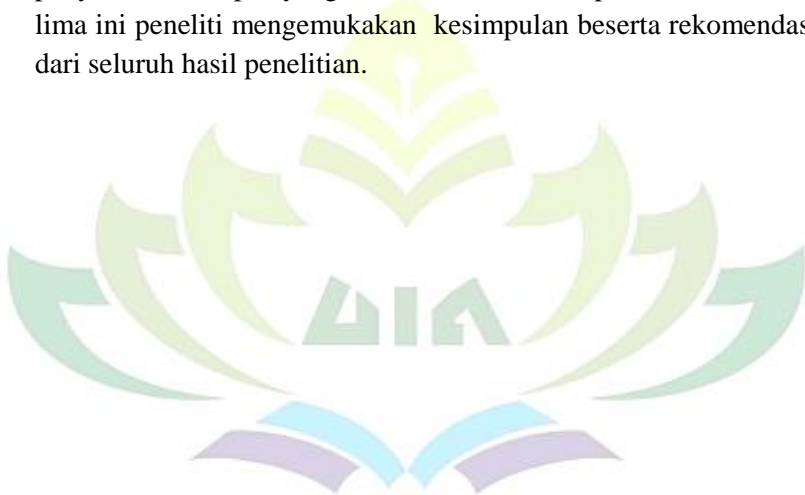 lima ini peneliti mengemukakan kesimpulan beserta rekomendas
dari seluruh hasil penelitian.